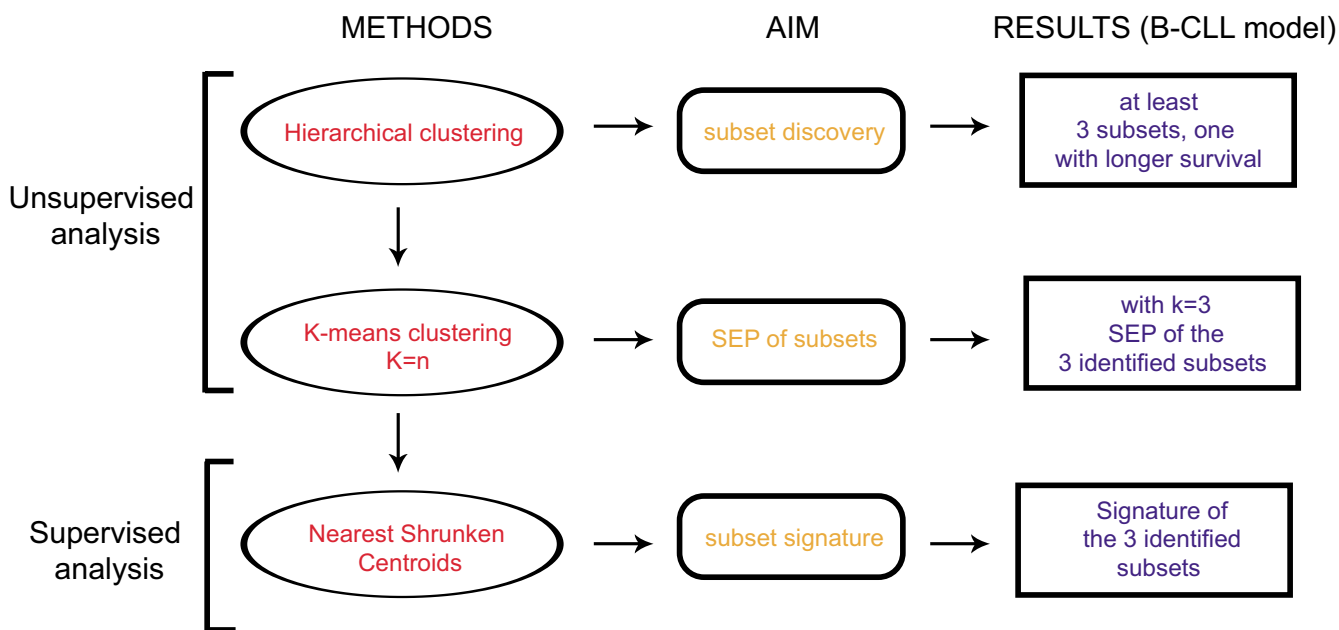 METHODS
AIM
RESULTS (B-CLL model)
Unsupervised
analysis
Hierarchical clustering
subset discovery
at least
3 subsets, one
with longer survival
K-means clustering
K=n
SEP of subsets
with k=3
SEP of the
3 identified subsets
Supervised
analysis
Nearest Shrunken
Centroids
subset signature
Signature of
the 3 identified
subsets